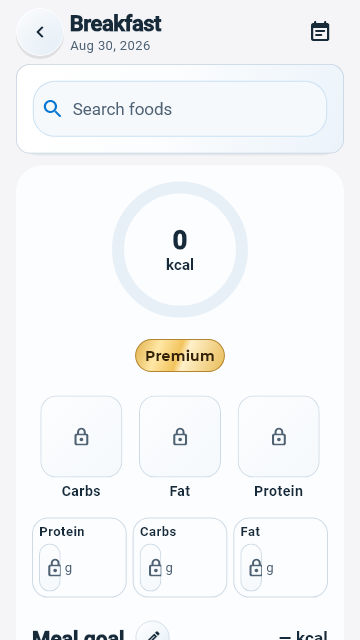 Breakfast
Aug 30, 2026
Search foods
0
kcal
Premium
Carbs Fat Protein
Protein Carbs Fat
g g g
Meal goal — kcal